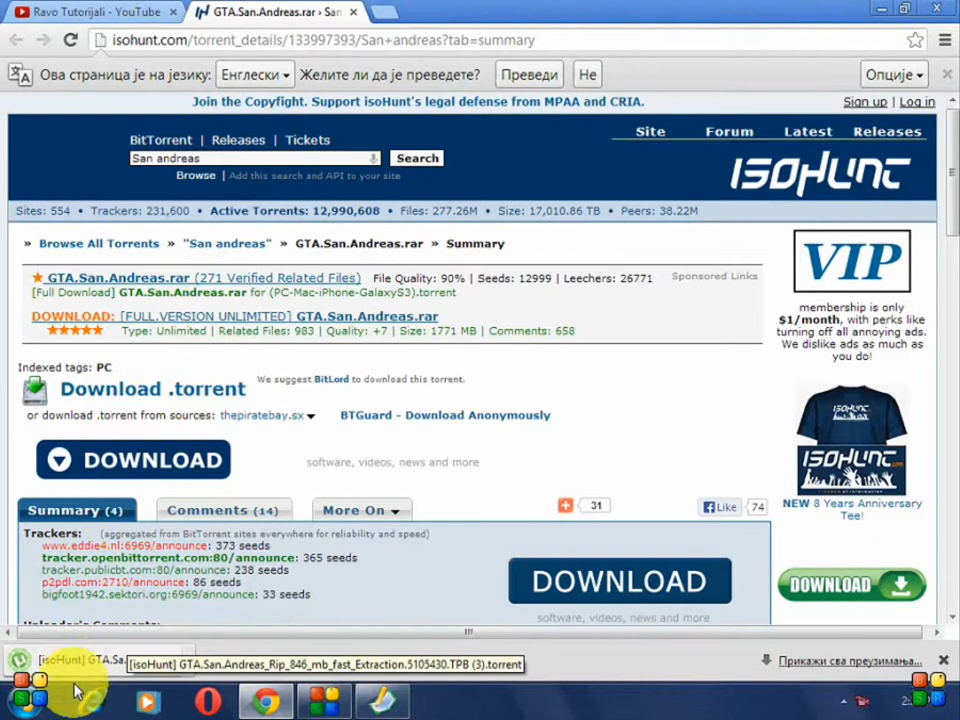 Ravo Tutorijali - YouTube
GTA.San.Andreas.rar › San
isohunt.com/torrent_details/133997393/San+andreas?tab=summary
Ова страница је на језику: Енглески Желите ли да је преведете? Преведи Не Опције
Join the Copyfight. Support isoHunt's legal defense from MPAA and CRIA.
Sign up | Log in
BitTorrent | Releases | Tickets
Site Forum Latest Releases
San andreas Search
ISOHUNT
Browse | Add this search and API to your site
Sites: 554 • Trackers: 231,600 • Active Torrents: 12,990,608 • Files: 277.26M • Size: 17,010.86 TB • Peers: 38.22M
» Browse All Torrents » "San andreas" » GTA.San.Andreas.rar » Summary
GTA.San.Andreas.rar (271 Verified Related Files) File Quality: 90% | Seeds: 12999 | Leechers: 26771
Sponsored Links
[Full Download] GTA.San.Andreas.rar for (PC-Mac-iPhone-GalaxyS3).torrent
DOWNLOAD: [FULL.VERSION UNLIMITED] GTA.San.Andreas.rar
Type: Unlimited | Related Files: 983 | Quality: +7 | Size: 1771 MB | Comments: 658
VIP
membership is only
$1/month, with perks like
turning off all annoying ads.
We dislike ads as much as
you do!
Indexed tags: PC
Download .torrent
We suggest BitLord to download this torrent.
or download .torrent from sources: thepiratebay.sx
BTGuard - Download Anonymously
DOWNLOAD
software, videos, news and more
ISOHUNT
ISOHUNT
NEW 8 Years Anniversary
Tee!
Summary (4) Comments (14) More On
31
Like 74
Trackers: (aggregated from BitTorrent sites everywhere for reliability and speed)
www.eddie4.nl:6969/announce: 373 seeds
tracker.openbittorrent.com:80/announce: 365 seeds
tracker.publicbt.com:80/announce: 238 seeds
p2pdl.com:2710/announce: 86 seeds
bigfoot1942.sektori.org:6969/announce: 33 seeds
DOWNLOAD
software, videos, news and more
DOWNLOAD
Uploader's Comments:
[isoHunt] GTA.Sa.
[isoHunt] GTA.San.Andreas_Rip_846_mb_fast_Extraction.5105430.TPB (3).torrent
Прикажи сва преузимања...
B S R
B S R